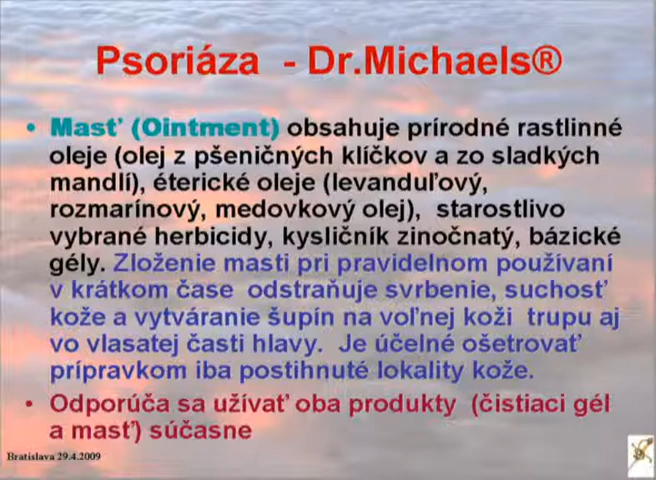 Psoriáza - Dr.Michaels®
• Masť (Ointment) obsahuje prírodné rastlinné
oleje (olej z pšeničných klíčkov a zo sladkých
mandlí), éterické oleje (levanduľový,
rozmarínový, medovkový olej), starostlivo
vybrané herbicidy, kysličník zinočnatý, bázické
gély. Zloženie masti pri pravidelnom používaní
v krátkom čase odstraňuje svrbenie, suchosť
kože a vytváranie šupín na voľnej koži trupu aj
vo vlasatej časti hlavy. Je účelné ošetrovať
prípravkom iba postihnuté lokality kože.
• Odporúča sa užívať oba produkty (čistiaci gél
a masť) súčasne
Bratislava 29.4.2009